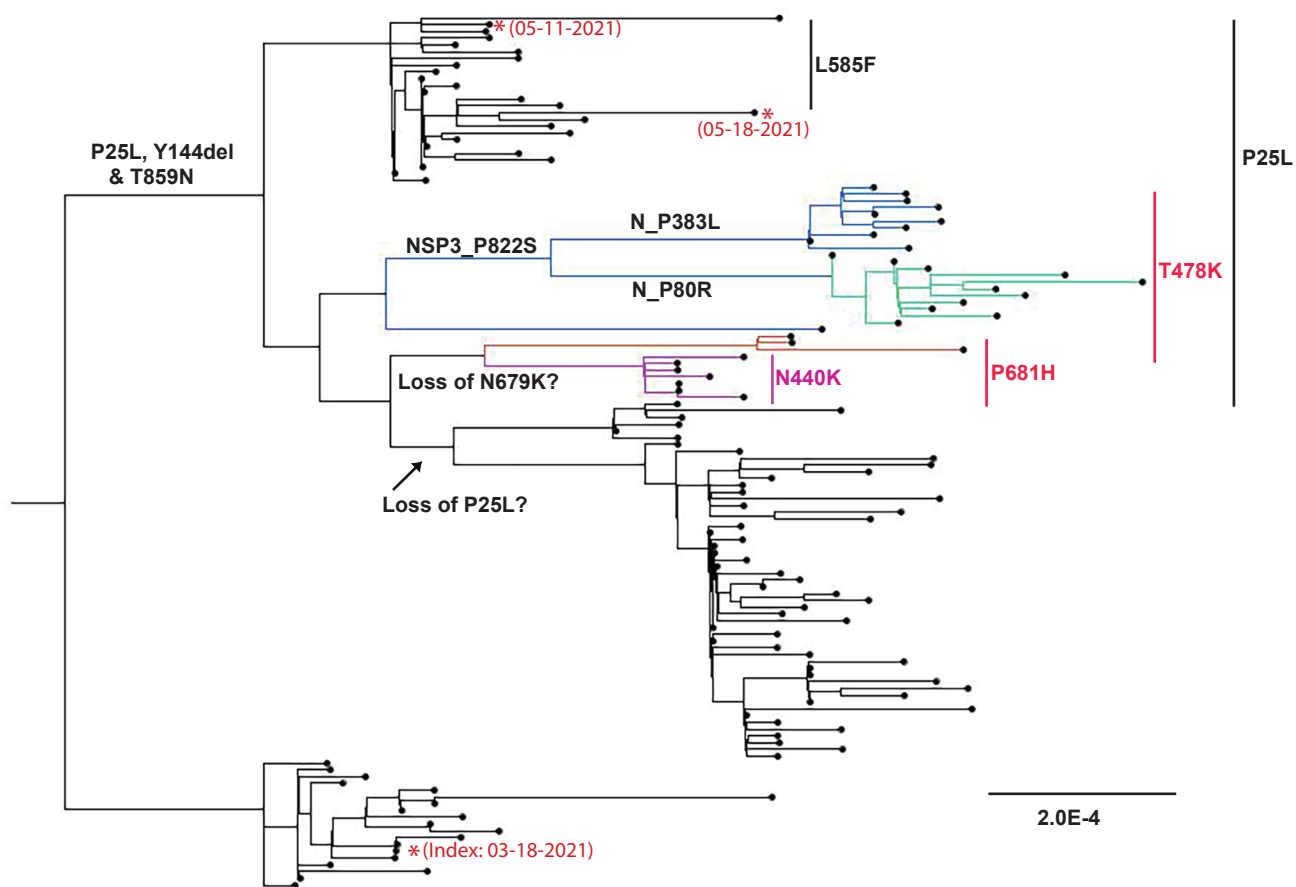 * (05-11-2021)
L585F
*
(05-18-2021)
P25L, Y144del
& T859N
P25L
N_P383L
NSP3_P822S
T478K
N_P80R
Loss of N679K?
N440K
P681H
Loss of P25L?
2.0E-4
* (Index: 03-18-2021)